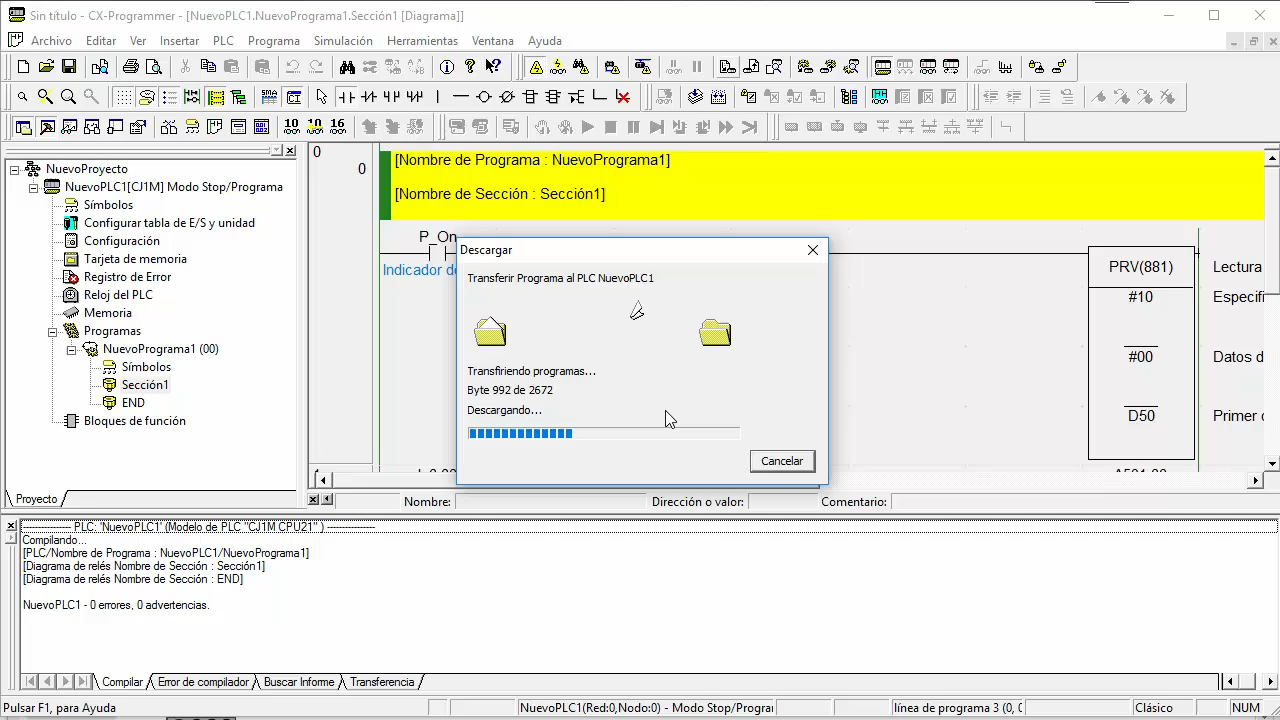 Sin título - CX-Programmer - [NuevoPLC1.NuevoPrograma1.Sección1 [Diagrama]]
Archivo Editar Ver Insertar PLC Programa Simulación Herramientas Ventana Ayuda
10 10 16
NuevoProyecto
NuevoPLC1[CJ1M] Modo Stop/Programa
Símbolos
Configurar tabla de E/S y unidad
Configuración
Tarjeta de memoria
Registro de Error
Reloj del PLC
Memoria
Programas
NuevoPrograma1 (00)
Símbolos
Sección1
END
Bloques de función
Proyecto
0
0
[Nombre de Programa : NuevoPrograma1]
[Nombre de Sección : Sección1]
P_On
Indicador de
PRV(881)
#10
#00
D50
Lectura
Especifi
Datos d
Primer c
Descargar
Transferir Programa al PLC NuevoPLC1
Transfiriendo programas...
Byte 992 de 2672
Descargando...
Cancelar
Nombre: Dirección o valor: Comentario:
---------------- PLC: 'NuevoPLC1' (Modelo de PLC "CJ1M CPU21" ) ----------------
Compilando...
[PLC/Nombre de Programa : NuevoPLC1/NuevoPrograma1]
[Diagrama de relés Nombre de Sección : Sección1]
[Diagrama de relés Nombre de Sección : END]
NuevoPLC1 - 0 errores, 0 advertencias.
Compilar Error de compilador Buscar Informe Transferencia
Pulsar F1, para Ayuda NuevoPLC1(Red:0,Nodo:0) - Modo Stop/Progra línea de programa 3 (0, 0 Clásico NUM